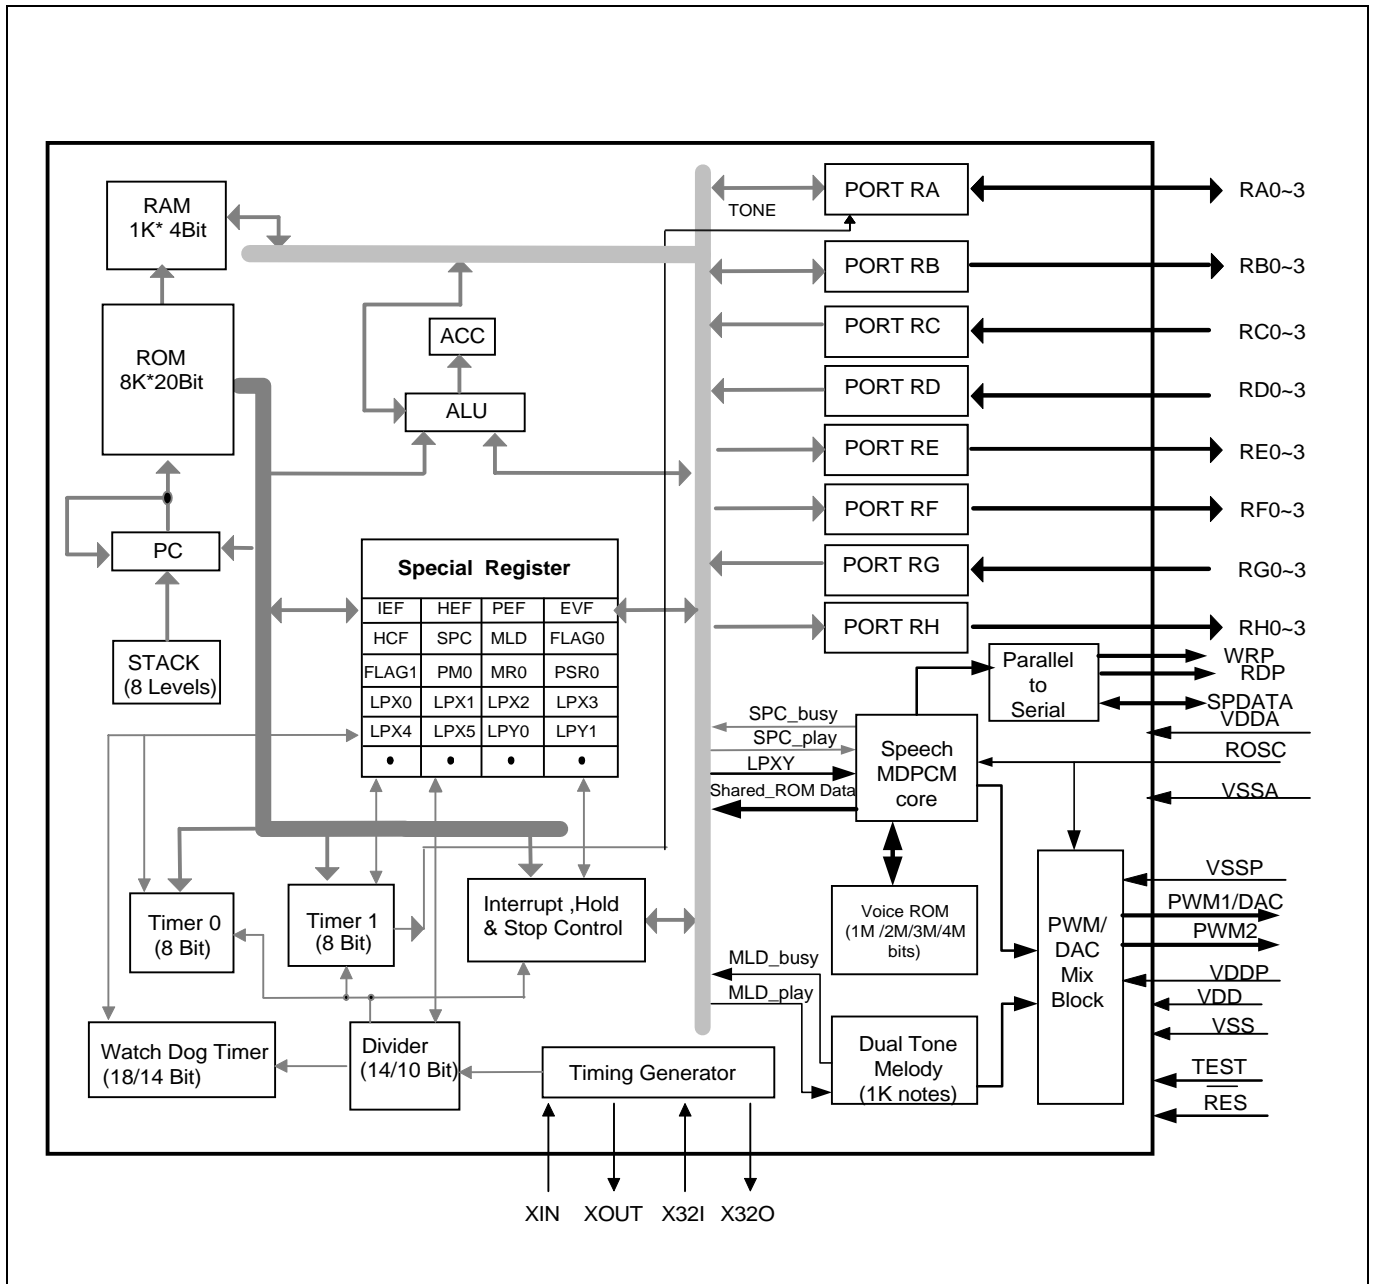 RAM
1K* 4Bit
ROM
8K*20Bit
ACC
ALU
PC
STACK
(8 Levels)
Special Register
IEF HEF PEF EVF
HCF SPC MLD FLAG0
FLAG1 PM0 MR0 PSR0
LPX0 LPX1 LPX2 LPX3
LPX4 LPX5 LPY0 LPY1
• • • •
Timer 0
(8 Bit)
Timer 1
(8 Bit)
Interrupt ,Hold
& Stop Control
Watch Dog Timer
(18/14 Bit)
Divider
(14/10 Bit)
Timing Generator
XIN XOUT X32I X32O
TONE
PORT RA
RA0~3
PORT RB
RB0~3
PORT RC
RC0~3
PORT RD
RD0~3
PORT RE
RE0~3
PORT RF
RF0~3
PORT RG
RG0~3
PORT RH
RH0~3
Parallel
to
Serial
WRP
RDP
SPDATA
VDDA
ROSC
VSSA
SPC_busy
SPC_play
LPXY
Shared_ROM Data
Speech
MDPCM
core
Voice ROM
(1M /2M/3M/4M
bits)
MLD_busy
MLD_play
Dual Tone
Melody
(1K notes)
PWM/
DAC
Mix
Block
VSSP
PWM1/DAC
PWM2
VDDP
VDD
VSS
TEST
RES